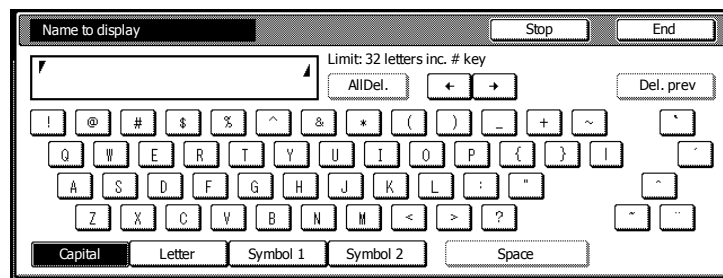 Name to display Stop End
Limit: 32 letters inc. # key
AllDel. ← → Del. prev
! @ # $ % ^ & * ( ) _ + ~ `
Q W E R T Y U I O P { } | ´
A S D F G H J K L : " ^
Z X C V B N M < > ? ~ ¨
Capital Letter Symbol 1 Symbol 2 Space